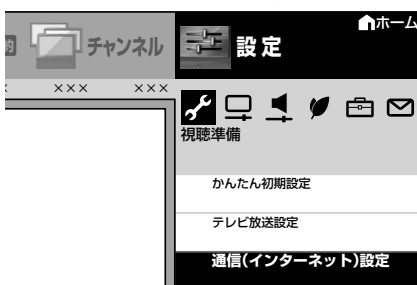 ホーム
チャンネル
設定
××× ×××
視聴準備
かんたん初期設定
テレビ放送設定
通信(インターネット)設定